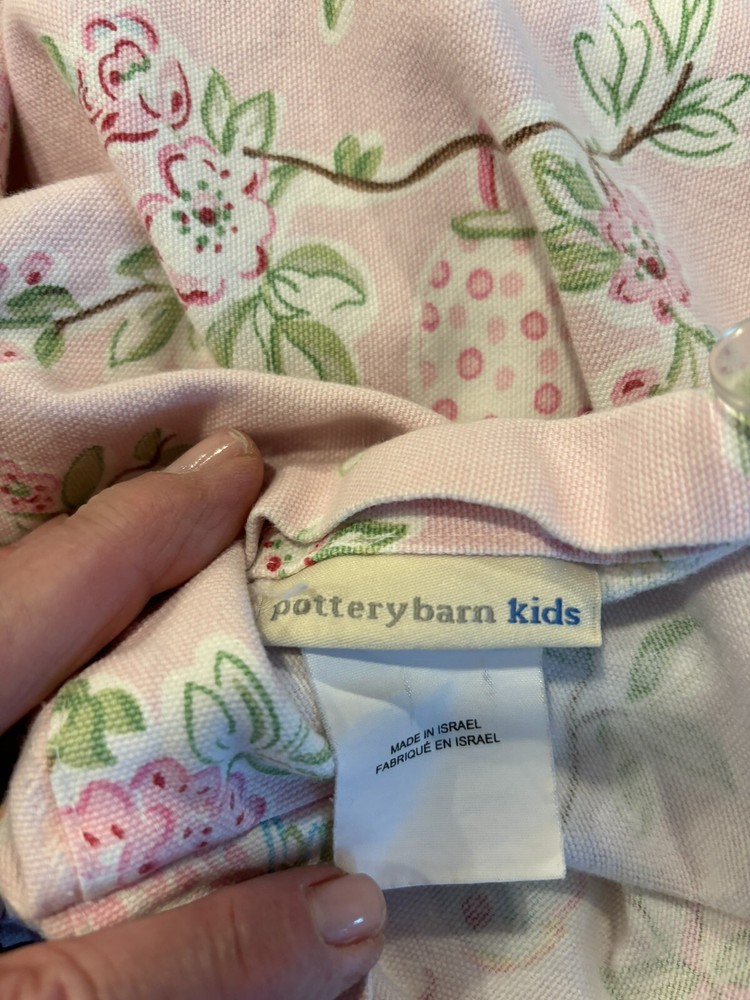 potterybarn kids
MADE IN ISRAEL
FABRIQUÉ EN ISRAEL